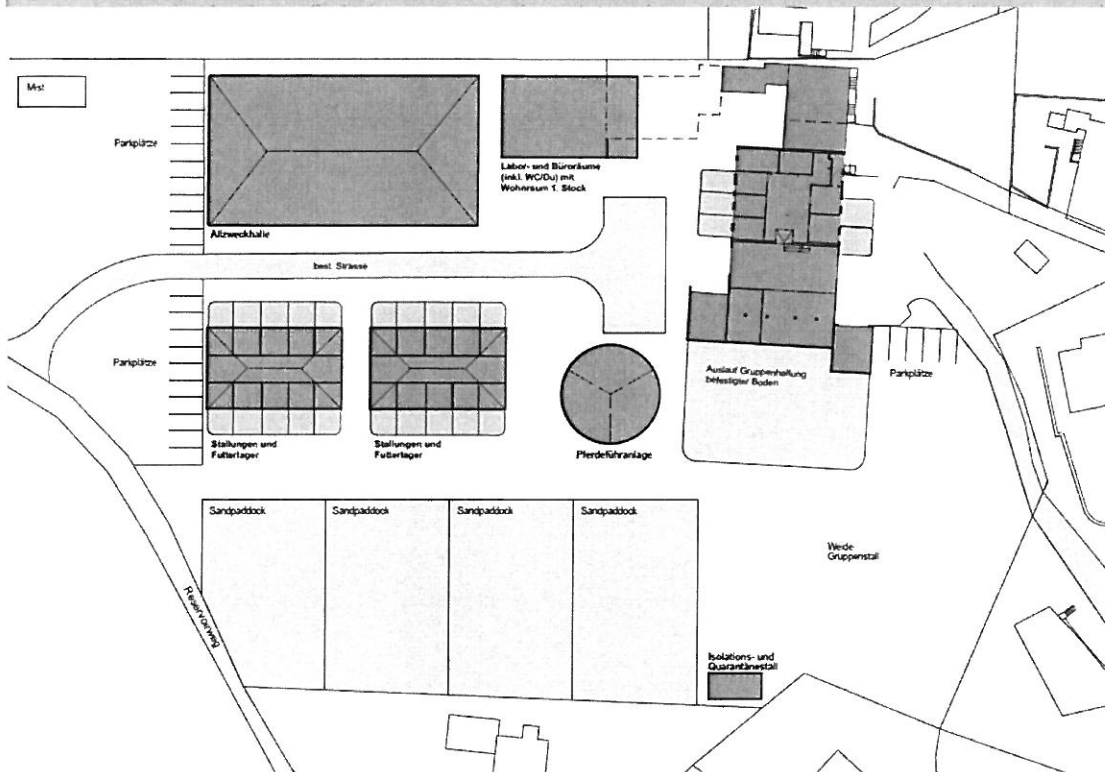 Mist
Parkplätze
Labor- und Büroräume
(inkl. WC/Du) mit
Wohnraum 1. Stock
Allzweckhalle
best. Strasse
Parkplätze
Auslauf Gruppenhaltung
befestigter Boden
Parkplätze
Stallungen und
Futterlager
Stallungen und
Futterlager
Pferdeführanlage
Sandpaddock
Sandpaddock
Sandpaddock
Sandpaddock
Weide
Gruppenstall
Reservoirweg
Isolations- und
Quarantänestall